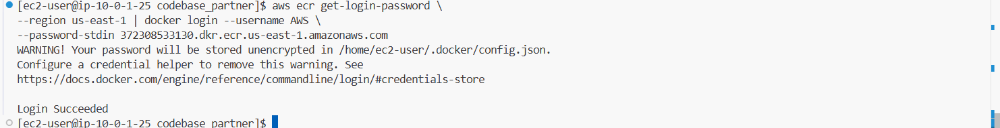 [ec2-user@ip-10-0-1-25 codebase_partner]$ aws ecr get-login-password \
--region us-east-1 | docker login --username AWS \
--password-stdin 372308533130.dkr.ecr.us-east-1.amazonaws.com
WARNING! Your password will be stored unencrypted in /home/ec2-user/.docker/config.json.
Configure a credential helper to remove this warning. See
https://docs.docker.com/engine/reference/commandline/login/#credentials-store
Login Succeeded
[ec2-user@ip-10-0-1-25 codebase_partner]$